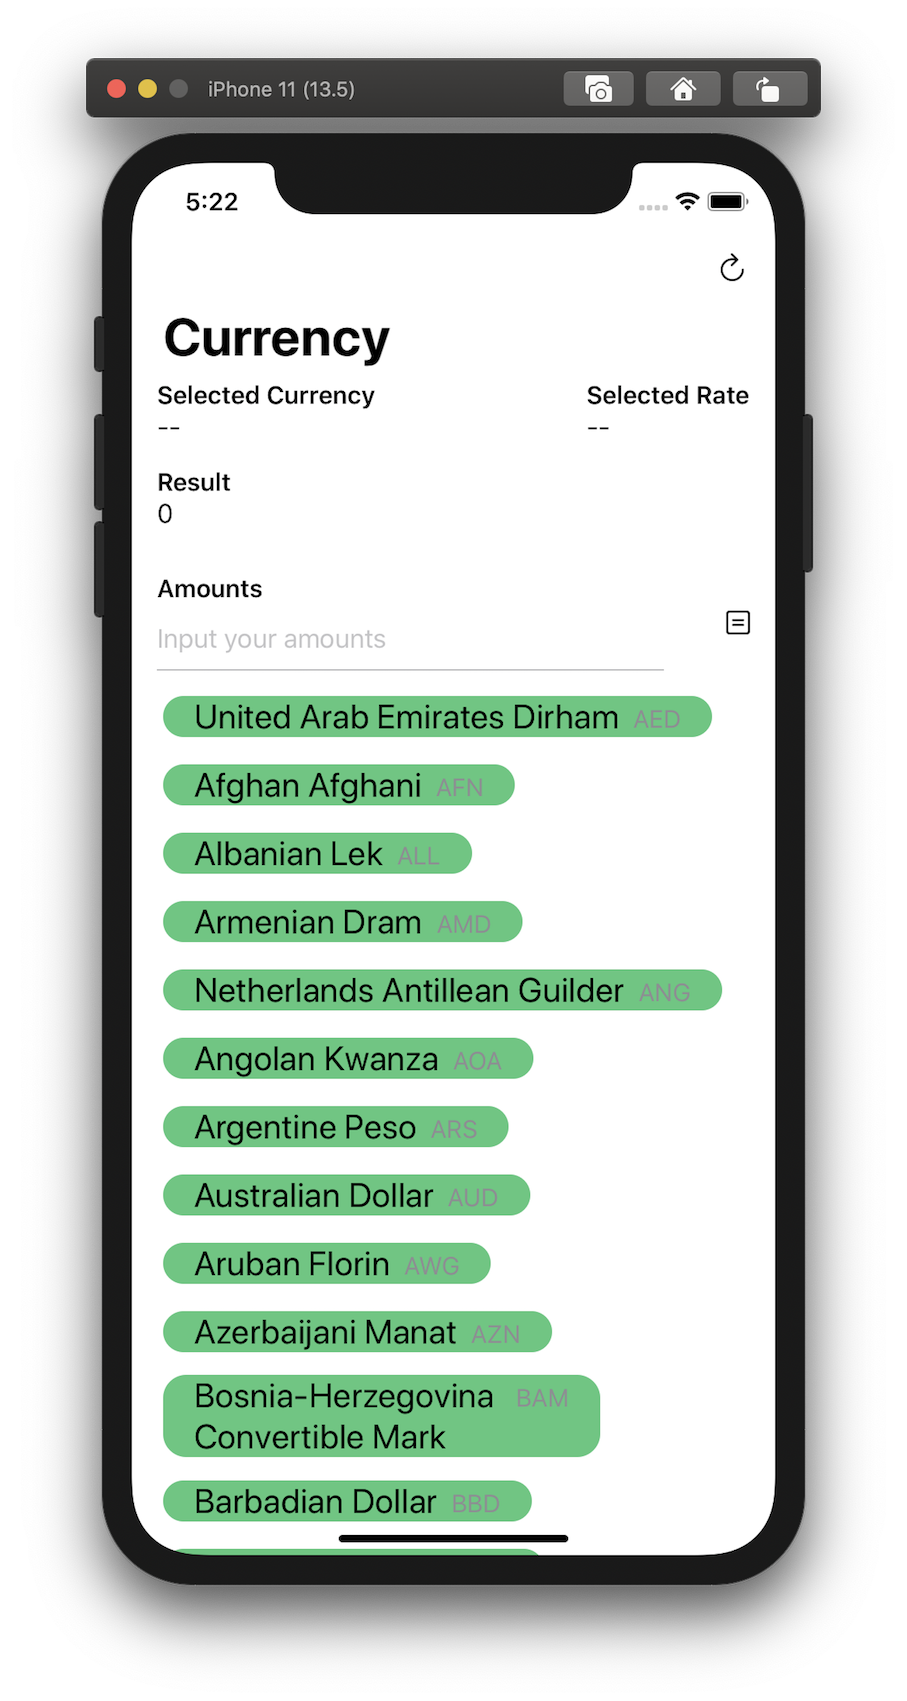 iPhone 11 (13.5)
5:22
Currency
Selected Currency Selected Rate
-- --
Result
0
Amounts
Input your amounts
United Arab Emirates Dirham AED
Afghan Afghani AFN
Albanian Lek ALL
Armenian Dram AMD
Netherlands Antillean Guilder ANG
Angolan Kwanza AOA
Argentine Peso ARS
Australian Dollar AUD
Aruban Florin AWG
Azerbaijani Manat AZN
Bosnia-Herzegovina BAM
Convertible Mark
Barbadian Dollar BBD